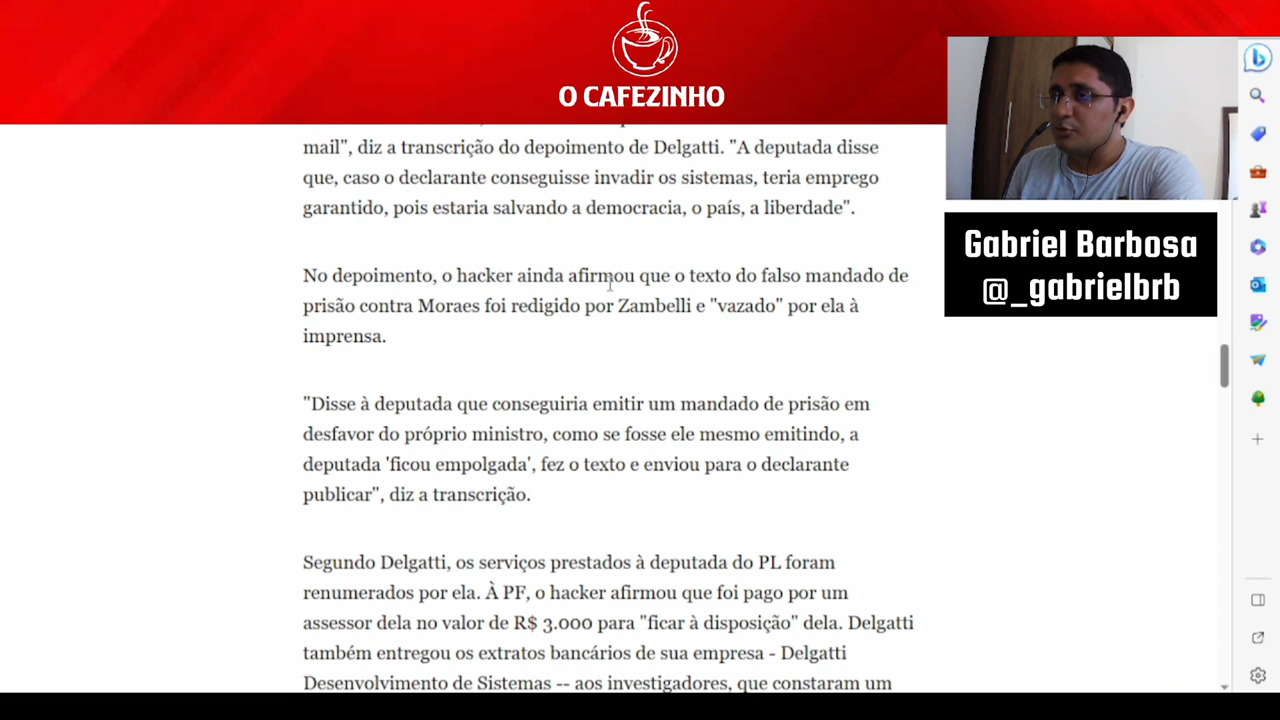 O CAFEZINHO
mail", diz a transcrição do depoimento de Delgatti. "A deputada disse
que, caso o declarante conseguisse invadir os sistemas, teria emprego
garantido, pois estaria salvando a democracia, o país, a liberdade".
No depoimento, o hacker ainda afirmou que o texto do falso mandado de
prisão contra Moraes foi redigido por Zambelli e "vazado" por ela à
imprensa.
"Disse à deputada que conseguiria emitir um mandado de prisão em
desfavor do próprio ministro, como se fosse ele mesmo emitindo, a
deputada 'ficou empolgada', fez o texto e enviou para o declarante
publicar", diz a transcrição.
Segundo Delgatti, os serviços prestados à deputada do PL foram
renumerados por ela. À PF, o hacker afirmou que foi pago por um
assessor dela no valor de R$ 3.000 para "ficar à disposição" dela. Delgatti
também entregou os extratos bancários de sua empresa - Delgatti
Desenvolvimento de Sistemas -- aos investigadores, que constaram um
Gabriel Barbosa
@_gabrielbrb